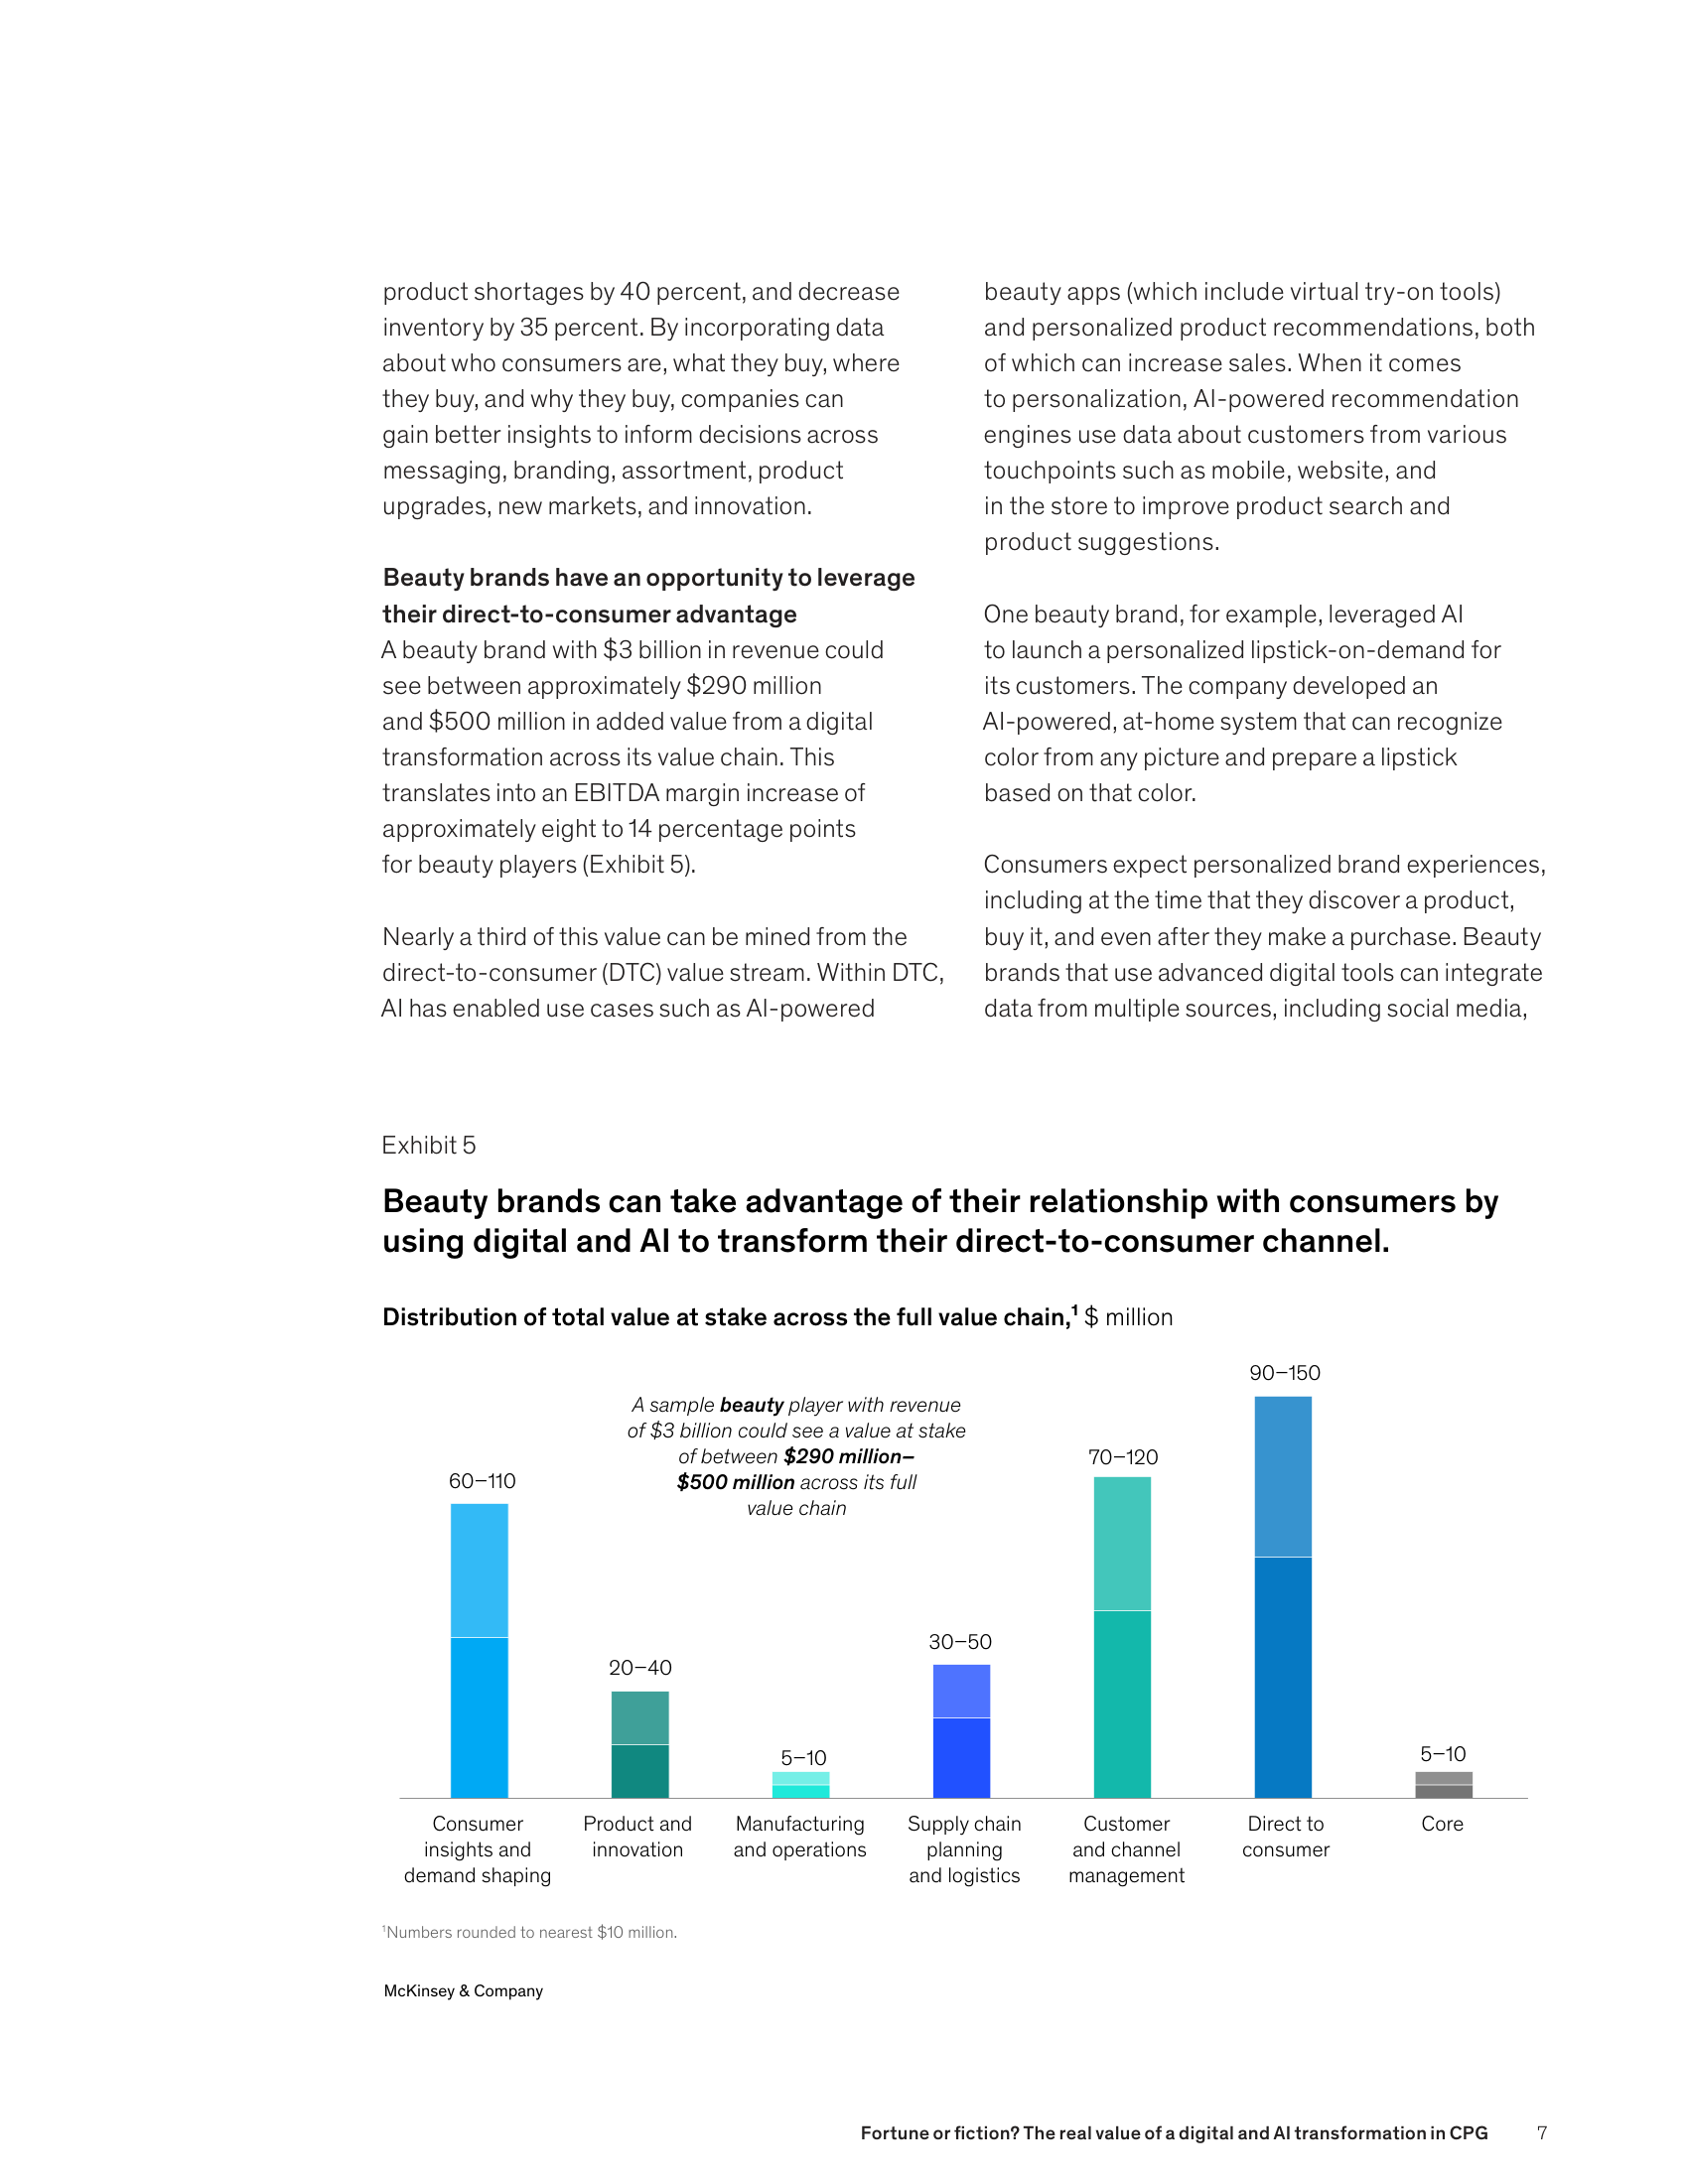 product shortages by 40 percent, and decrease
inventory by 35 percent. By incorporating data
about who consumers are, what they buy, where
they buy, and why they buy, companies can
gain better insights to inform decisions across
messaging, branding, assortment, product
upgrades, new markets, and innovation.
Beauty brands have an opportunity to leverage
their direct-to-consumer advantage
A beauty brand with $3 billion in revenue could
see between approximately $290 million
and $500 million in added value from a digital
transformation across its value chain. This
translates into an EBITDA margin increase of
approximately eight to 14 percentage points
for beauty players (Exhibit 5).
Nearly a third of this value can be mined from the
direct-to-consumer (DTC) value stream. Within DTC,
AI has enabled use cases such as AI-powered
beauty apps (which include virtual try-on tools)
and personalized product recommendations, both
of which can increase sales. When it comes
to personalization, AI-powered recommendation
engines use data about customers from various
touchpoints such as mobile, website, and
in the store to improve product search and
product suggestions.
One beauty brand, for example, leveraged AI
to launch a personalized lipstick-on-demand for
its customers. The company developed an
AI-powered, at-home system that can recognize
color from any picture and prepare a lipstick
based on that color.
Consumers expect personalized brand experiences,
including at the time that they discover a product,
buy it, and even after they make a purchase. Beauty
brands that use advanced digital tools can integrate
data from multiple sources, including social media,
Exhibit 5
Beauty brands can take advantage of their relationship with consumers by
using digital and AI to transform their direct-to-consumer channel.
Distribution of total value at stake across the full value chain,¹ $ million
A sample beauty player with revenue
of $3 billion could see a value at stake
of between $290 million–
$500 million across its full
value chain
60–110
20–40
5–10
30–50
70–120
90–150
5–10
Consumer
insights and
demand shaping
Product and
innovation
Manufacturing
and operations
Supply chain
planning
and logistics
Customer
and channel
management
Direct to
consumer
Core
¹Numbers rounded to nearest $10 million.
McKinsey & Company
Fortune or fiction? The real value of a digital and AI transformation in CPG 7